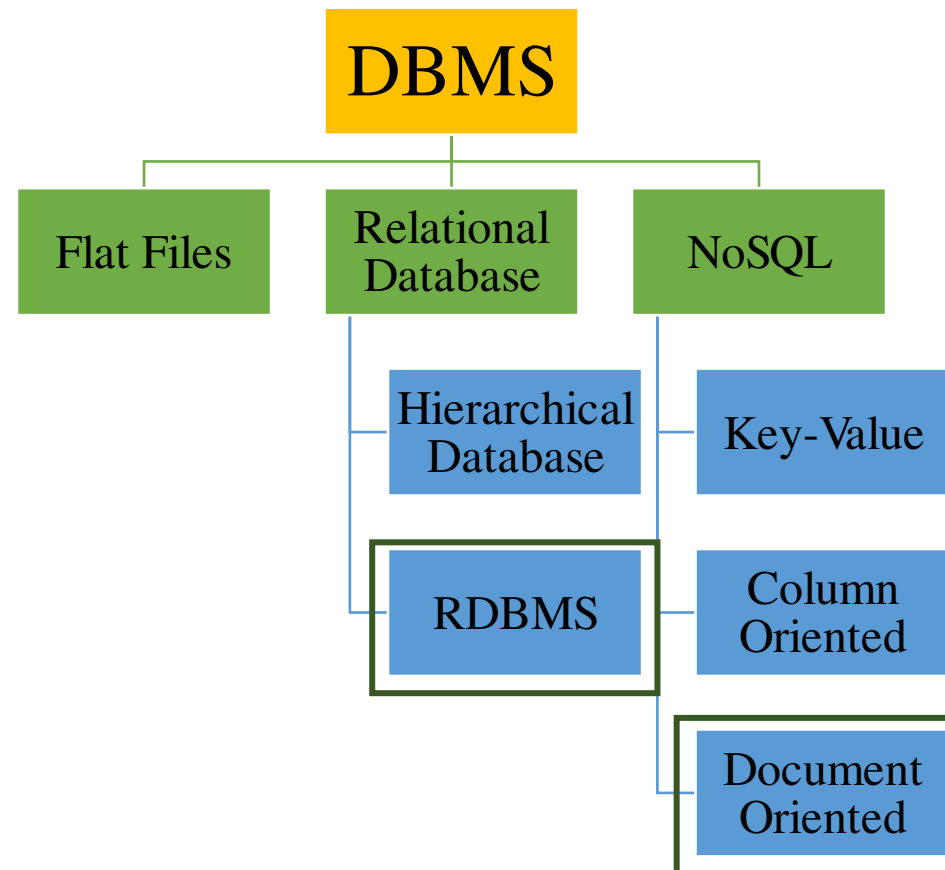 DBMS
Flat Files
Relational
Database
NoSQL
Hierarchical
Database
Key-Value
RDBMS
Column
Oriented
Document
Oriented